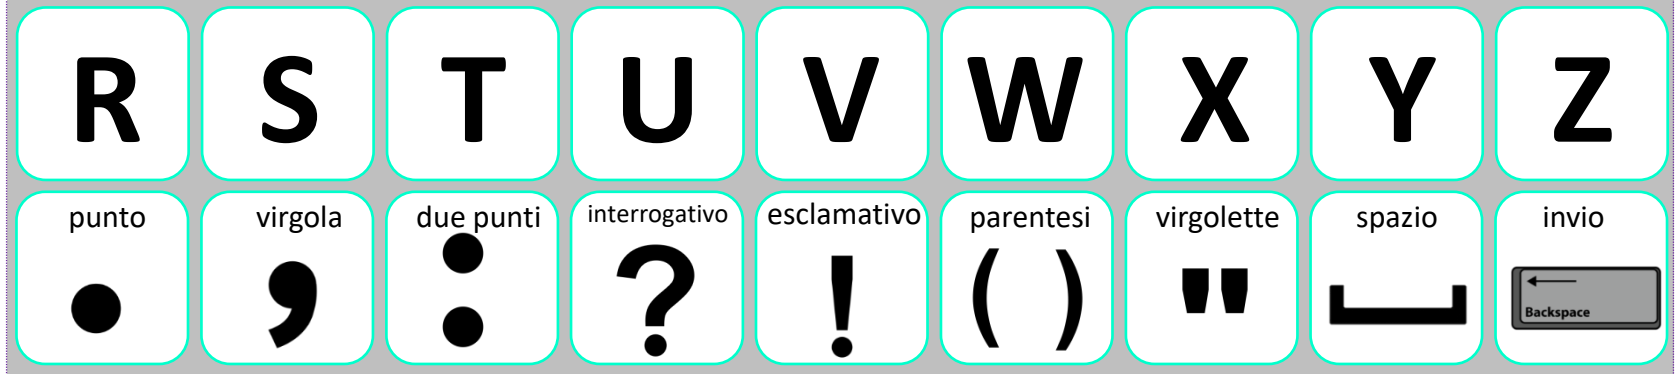 R S T U V W X Y Z
punto virgola due punti interrogativo esclamativo parentesi virgolette spazio invio
. , : ? ! ( ) "
Backspace